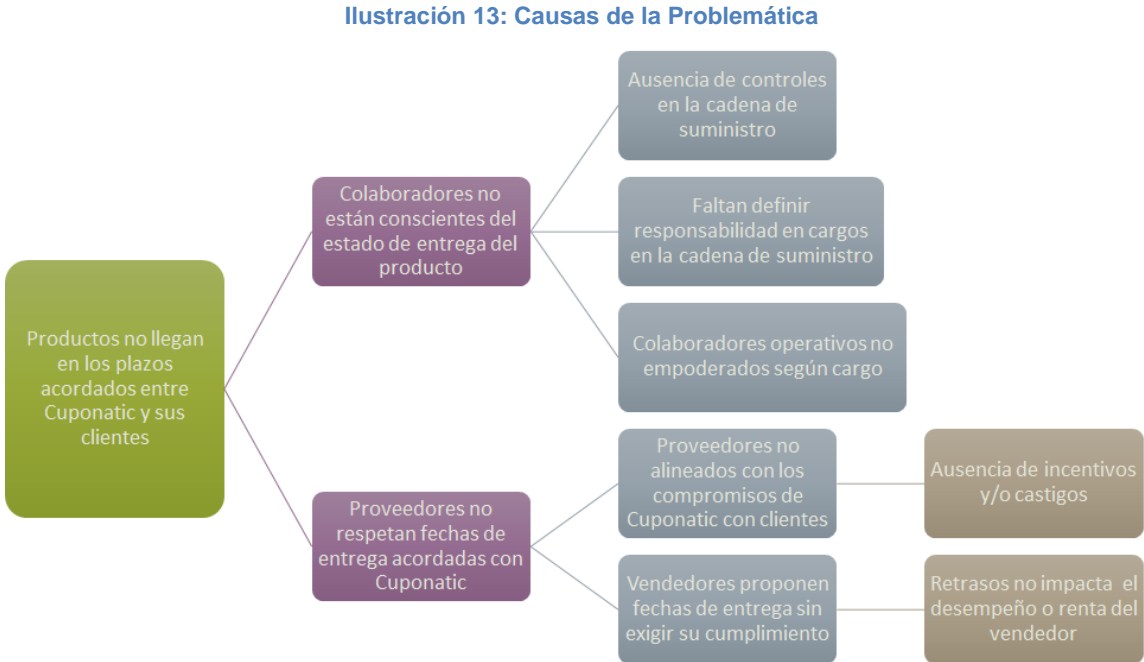 Ilustración 13: Causas de la Problemática
Productos no llegan
en los plazos
acordados entre
Cuponatic y sus
clientes
Colaboradores no
están conscientes del
estado de entrega del
producto
Ausencia de controles
en la cadena de
suministro
Faltan definir
responsabilidad en cargos
en la cadena de suministro
Colaboradores operativos no
empoderados según cargo
Proveedores no
respetan fechas de
entrega acordadas con
Cuponatic
Proveedores no
alineados con los
compromisos de
Cuponatic con clientes
Ausencia de incentivos
y/o castigos
Vendedores proponen
fechas de entrega sin
exigir su cumplimiento
Retrasos no impacta el
desempeño o renta del
vendedor